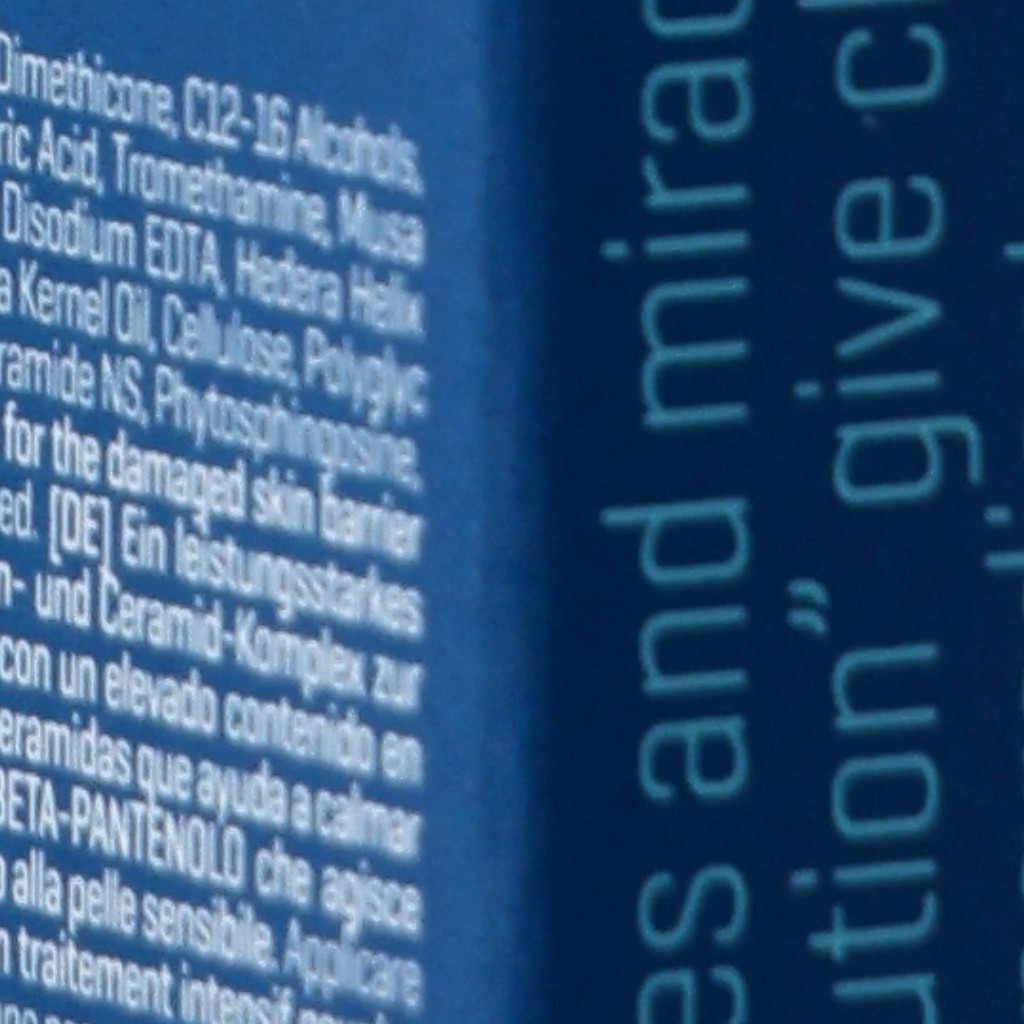 Dimethicone, C12-16 Alcohols,
ric Acid, Tromethamine, Musa
Disodium EDTA, Hedera Helix
a Kernel Oil, Cellulose, Polyglyc
ramide NS, Phytosphingosine,
for the damaged skin barrier
ed. [DE] Ein leistungsstarkes
n- und Ceramid-Komplex zur
con un elevado contenido en
eramidas que ayuda a calmar
BETA-PANTENOLO che agisce
o alla pelle sensibile. Applicare
n traitement intensif
es and mirac
ution” give cl